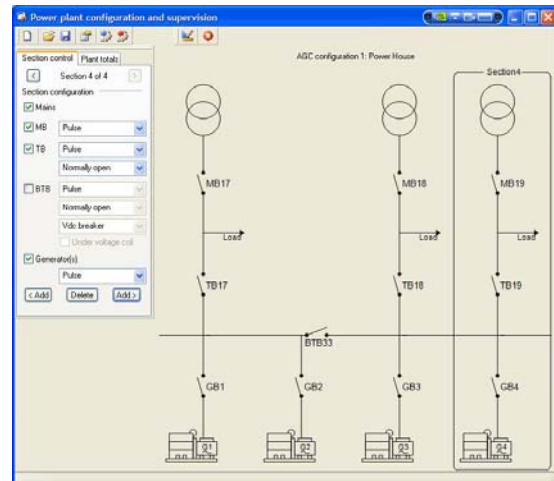 Power plant configuration and supervision
AGC configuration 1: Power House
Section control
Plant totals
<
Section 4 of 4
>
Section configuration
Mains
MB
Pulse
TB
Pulse
Normally open
BTB
Pulse
Normally open
Vdc breaker
Under voltage coil
Generator(s)
Pulse
< Add
Delete
Add >
Section4
MB17
MB18
MB19
Load
Load
Load
TB17
TB18
TB19
BTB33
GB1
GB2
GB3
GB4
G1
G2
G3
G4